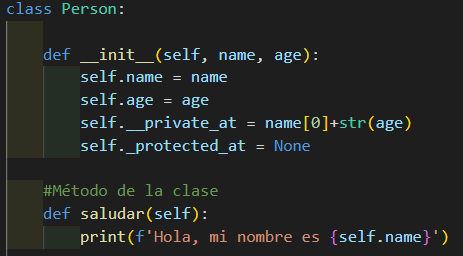 class Person:
    def __init__(self, name, age):
        self.name = name
        self.age = age
        self.__private_at = name[0]+str(age)
        self._protected_at = None
    #Método de la clase
    def saludar(self):
        print(f'Hola, mi nombre es {self.name}')